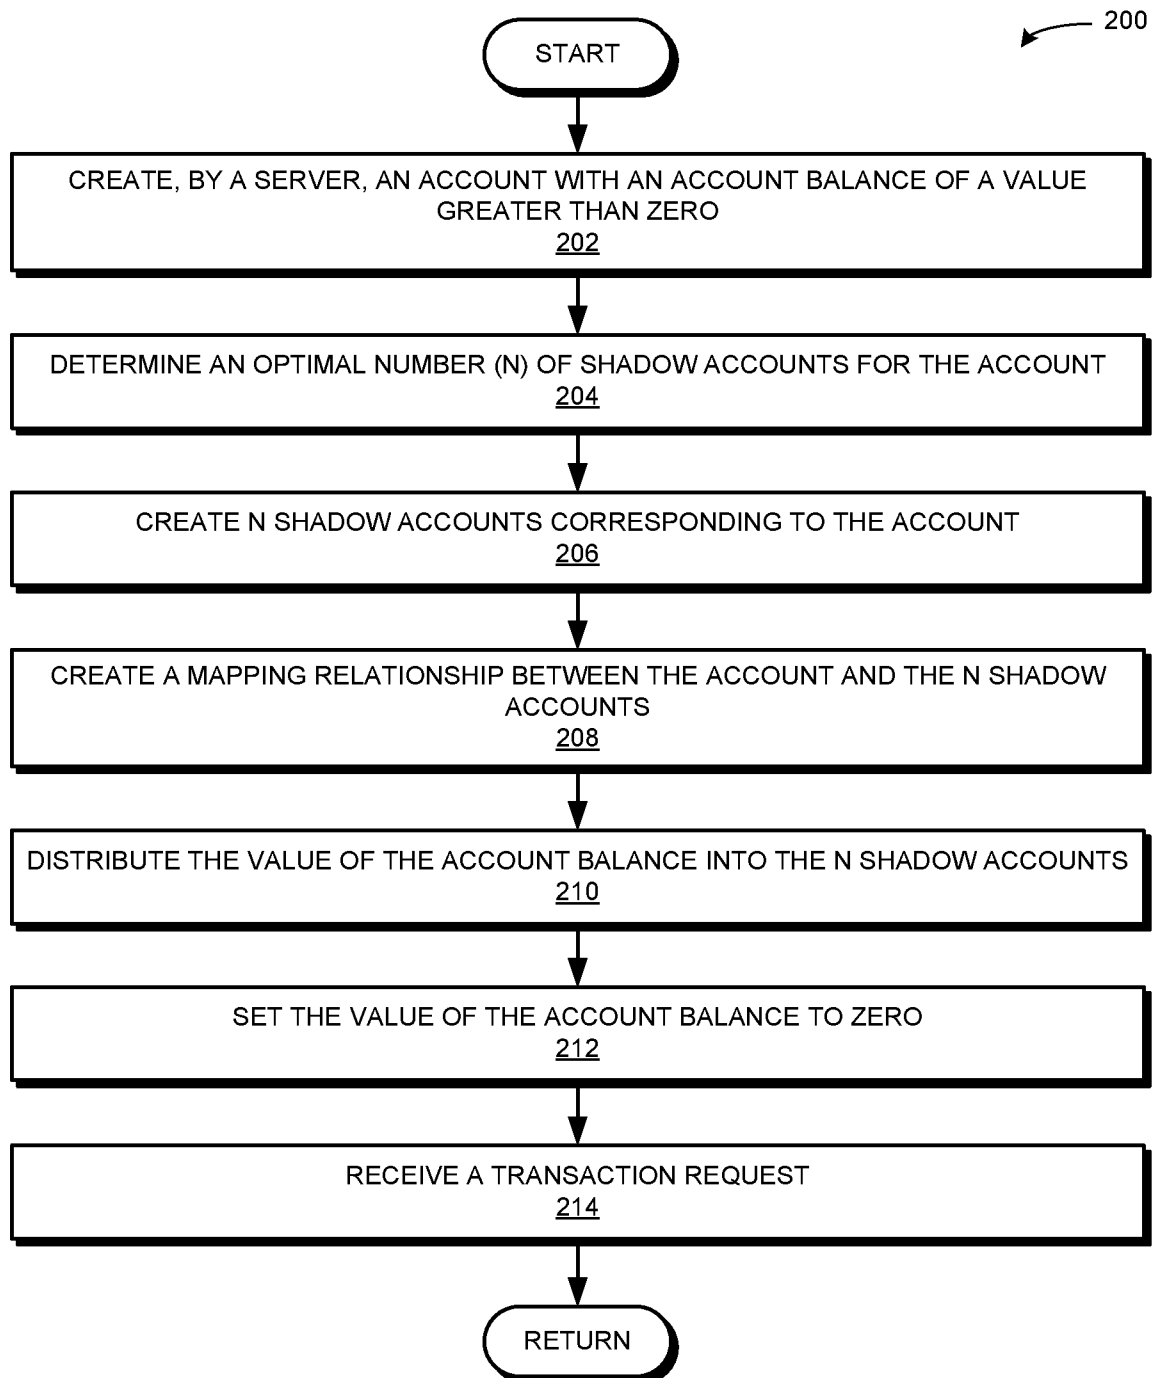 200
START
CREATE, BY A SERVER, AN ACCOUNT WITH AN ACCOUNT BALANCE OF A VALUE
GREATER THAN ZERO
202
DETERMINE AN OPTIMAL NUMBER (N) OF SHADOW ACCOUNTS FOR THE ACCOUNT
204
CREATE N SHADOW ACCOUNTS CORRESPONDING TO THE ACCOUNT
206
CREATE A MAPPING RELATIONSHIP BETWEEN THE ACCOUNT AND THE N SHADOW
ACCOUNTS
208
DISTRIBUTE THE VALUE OF THE ACCOUNT BALANCE INTO THE N SHADOW ACCOUNTS
210
SET THE VALUE OF THE ACCOUNT BALANCE TO ZERO
212
RECEIVE A TRANSACTION REQUEST
214
RETURN